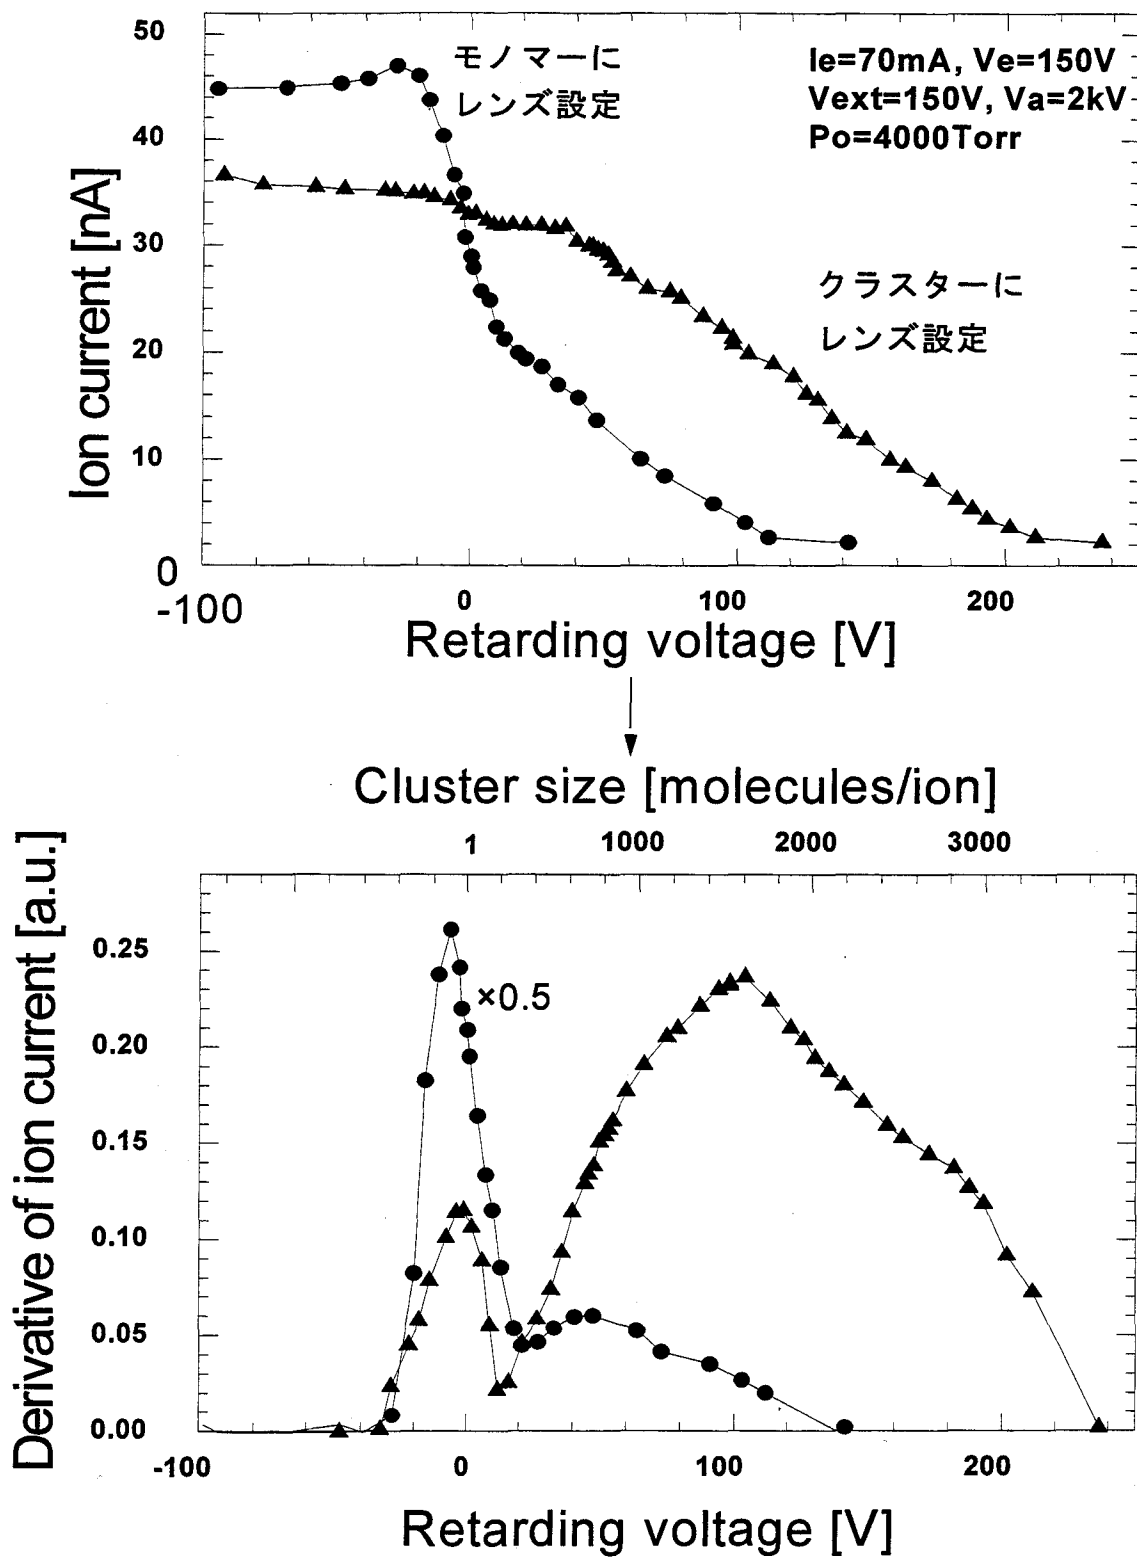 50
40
30
20
10
0
Ion current [nA]
モノマーに
レンズ設定
Ie=70mA, Ve=150V
Vext=150V, Va=2kV
Po=4000Torr
クラスターに
レンズ設定
-100
0
100
200
Retarding voltage [V]
Cluster size [molecules/ion]
1
1000
2000
3000
0.25
0.20
0.15
0.10
0.05
0.00
Derivative of ion current [a.u.]
×0.5
-100
0
100
200
Retarding voltage [V]